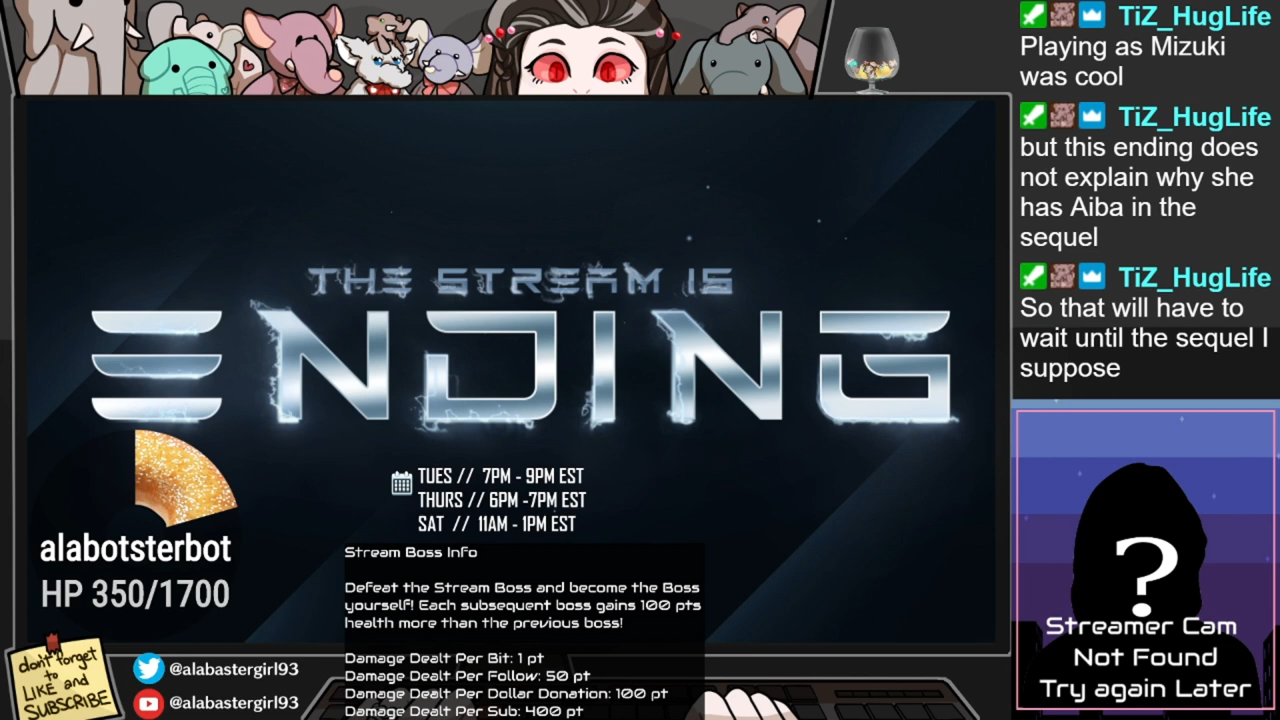 TiZ_HugLife
Playing as Mizuki
was cool
TiZ_HugLife
but this ending does
not explain why she
has Aiba in the
sequel
TiZ_HugLife
So that will have to
wait until the sequel I
suppose
THE STREAM IS
ENDING
TUES // 7PM - 9PM EST
THURS // 6PM -7PM EST
SAT // 11AM - 1PM EST
alabotsterbot
HP 350/1700
Stream Boss Info
Defeat the Stream Boss and become the Boss
yourself! Each subsequent boss gains 100 pts
health more than the previous boss!
Damage Dealt Per Bit: 1 pt
Damage Dealt Per Follow: 50 pt
Damage Dealt Per Dollar Donation: 100 pt
Damage Dealt Per Sub: 400 pt
don't forget
to
LIKE and
SUBSCRIBE
@alabastergirl93
@alabastergirl93
?
Streamer Cam
Not Found
Try again Later